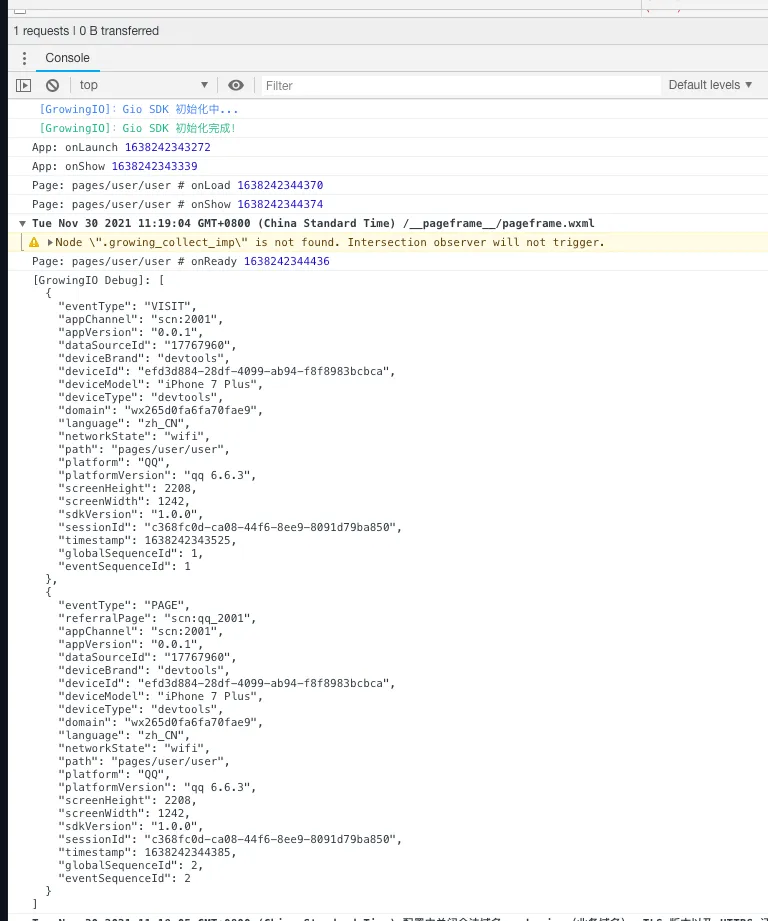 1 requests | 0 B transferred
Console
top
Filter
Default levels
[GrowingIO]: Gio SDK 初始化中...
[GrowingIO]: Gio SDK 初始化完成!
App: onLaunch 1638242343272
App: onShow 1638242343339
Page: pages/user/user # onLoad 1638242344370
Page: pages/user/user # onShow 1638242344374
Tue Nov 30 2021 11:19:04 GMT+0800 (China Standard Time) /__pageframe__/pageframe.wxml
Node \".growing_collect_imp\" is not found. Intersection observer will not trigger.
Page: pages/user/user # onReady 1638242344436
[GrowingIO Debug]: [
{
"eventType": "VISIT",
"appChannel": "scn:2001",
"appVersion": "0.0.1",
"dataSourceId": "17767960",
"deviceBrand": "devtools",
"deviceId": "efd3d884-28df-4099-ab94-f8f8983bcbca",
"deviceModel": "iPhone 7 Plus",
"deviceType": "devtools",
"domain": "wx265d0fa6fa70fae9",
"language": "zh_CN",
"networkState": "wifi",
"path": "pages/user/user",
"platform": "QQ",
"platformVersion": "qq 6.6.3",
"screenHeight": 2208,
"screenWidth": 1242,
"sdkVersion": "1.0.0",
"sessionId": "c368fc0d-ca08-44f6-8ee9-8091d79ba850",
"timestamp": 1638242343525,
"globalSequenceId": 1,
"eventSequenceId": 1
},
{
"eventType": "PAGE",
"referralPage": "scn:qq_2001",
"appChannel": "scn:2001",
"appVersion": "0.0.1",
"dataSourceId": "17767960",
"deviceBrand": "devtools",
"deviceId": "efd3d884-28df-4099-ab94-f8f8983bcbca",
"deviceModel": "iPhone 7 Plus",
"deviceType": "devtools",
"domain": "wx265d0fa6fa70fae9",
"language": "zh_CN",
"networkState": "wifi",
"path": "pages/user/user",
"platform": "QQ",
"platformVersion": "qq 6.6.3",
"screenHeight": 2208,
"screenWidth": 1242,
"sdkVersion": "1.0.0",
"sessionId": "c368fc0d-ca08-44f6-8ee9-8091d79ba850",
"timestamp": 1638242344385,
"globalSequenceId": 2,
"eventSequenceId": 2
}
]